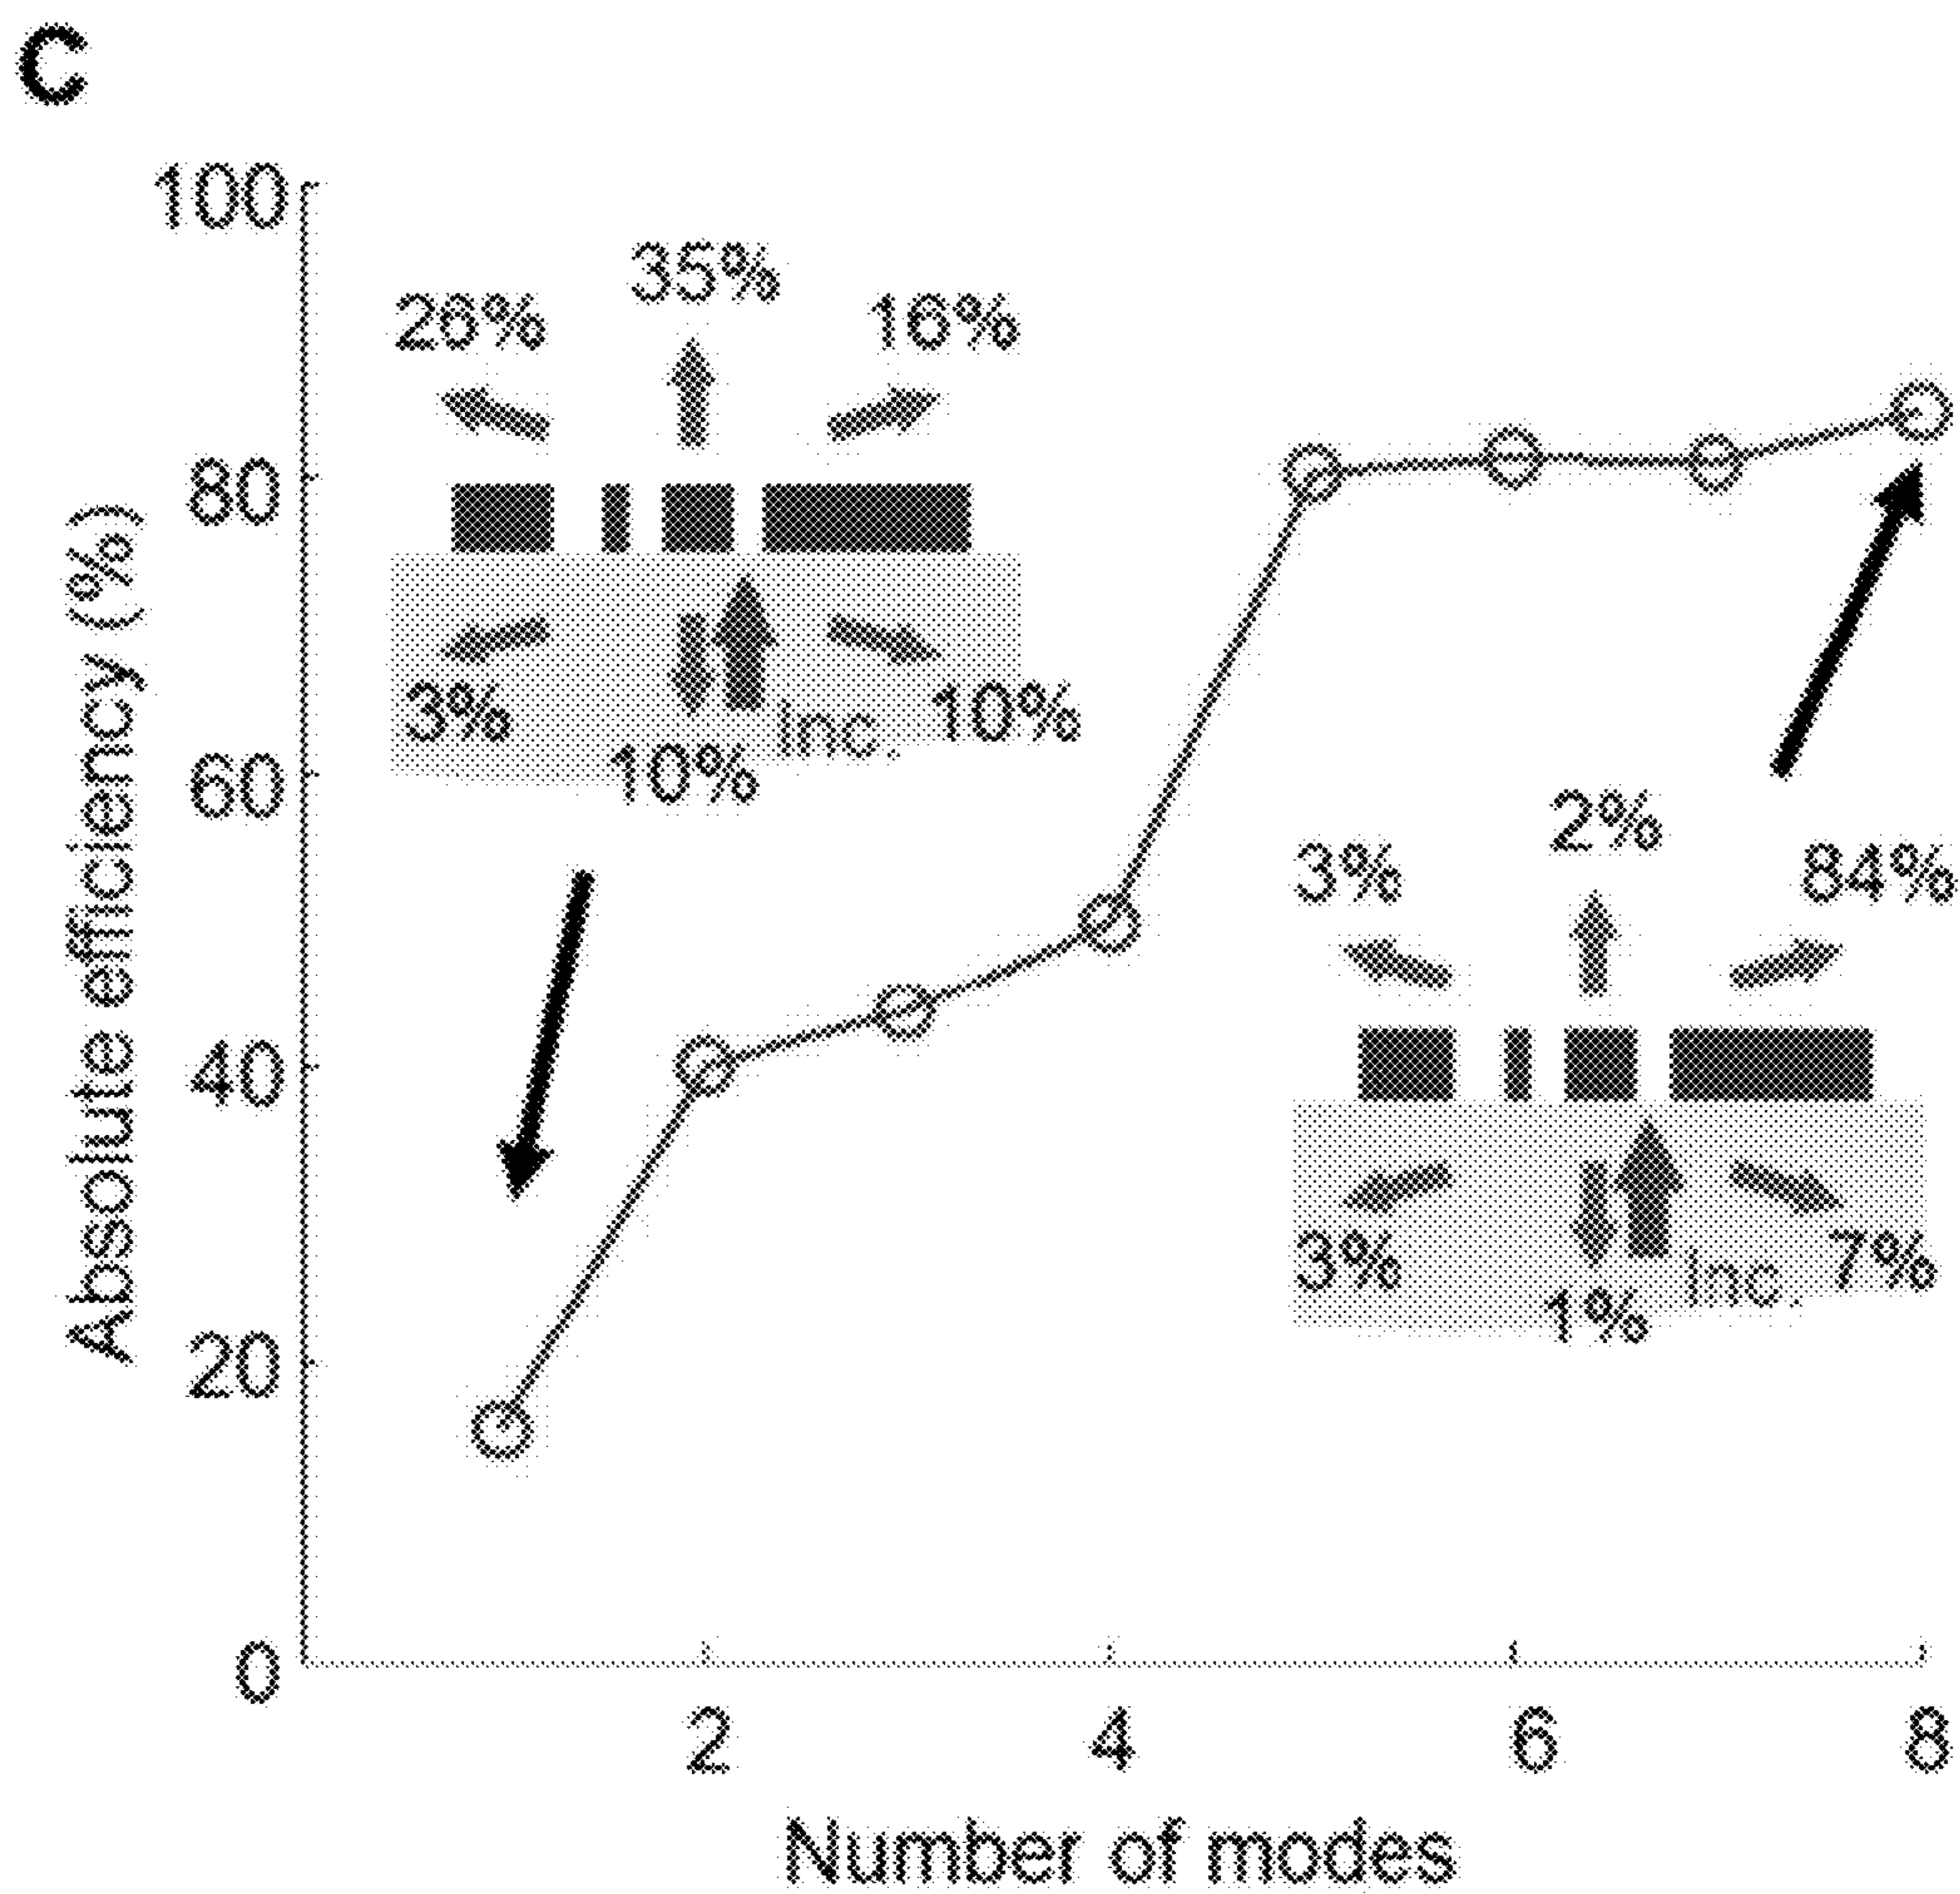 C
100
80
60
40
20
0
Absolute efficiency (%)
35%
26% 16%
3% Inc. 10%
10%
2%
3% 84%
3% Inc. 7%
1%
2 4 6 8
Number of modes